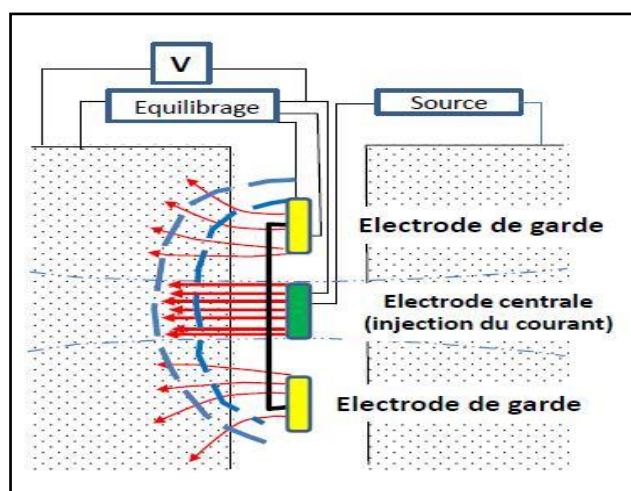 V
Equilibrage
Source
Electrode de garde
Electrode centrale
(injection du courant)
Electrode de garde